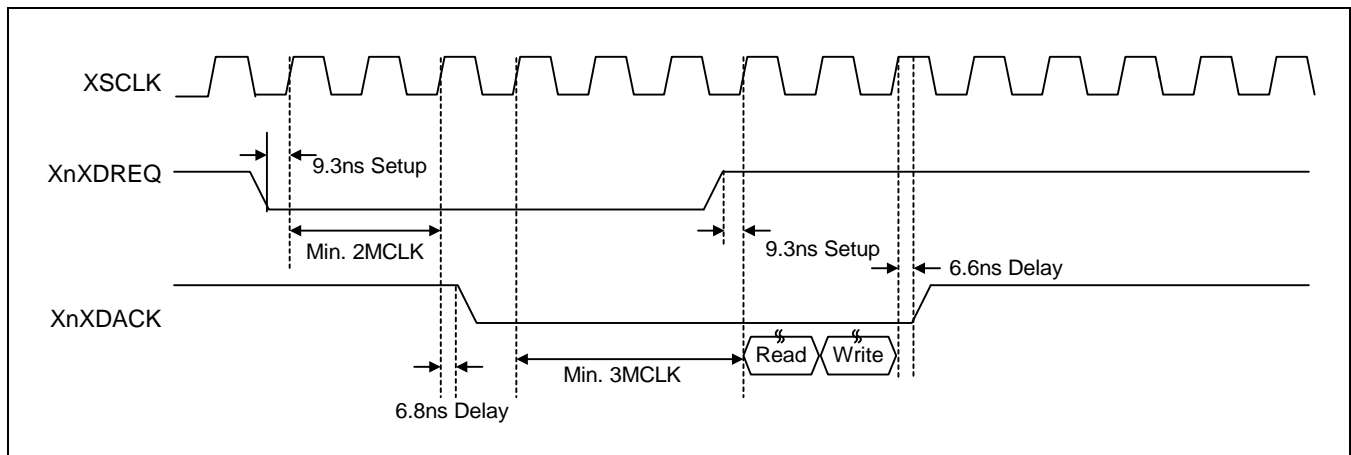 XSCLK
XnXDREQ
9.3ns Setup
Min. 2MCLK
9.3ns Setup
6.6ns Delay
XnXDACK
Read
Write
Min. 3MCLK
6.8ns Delay